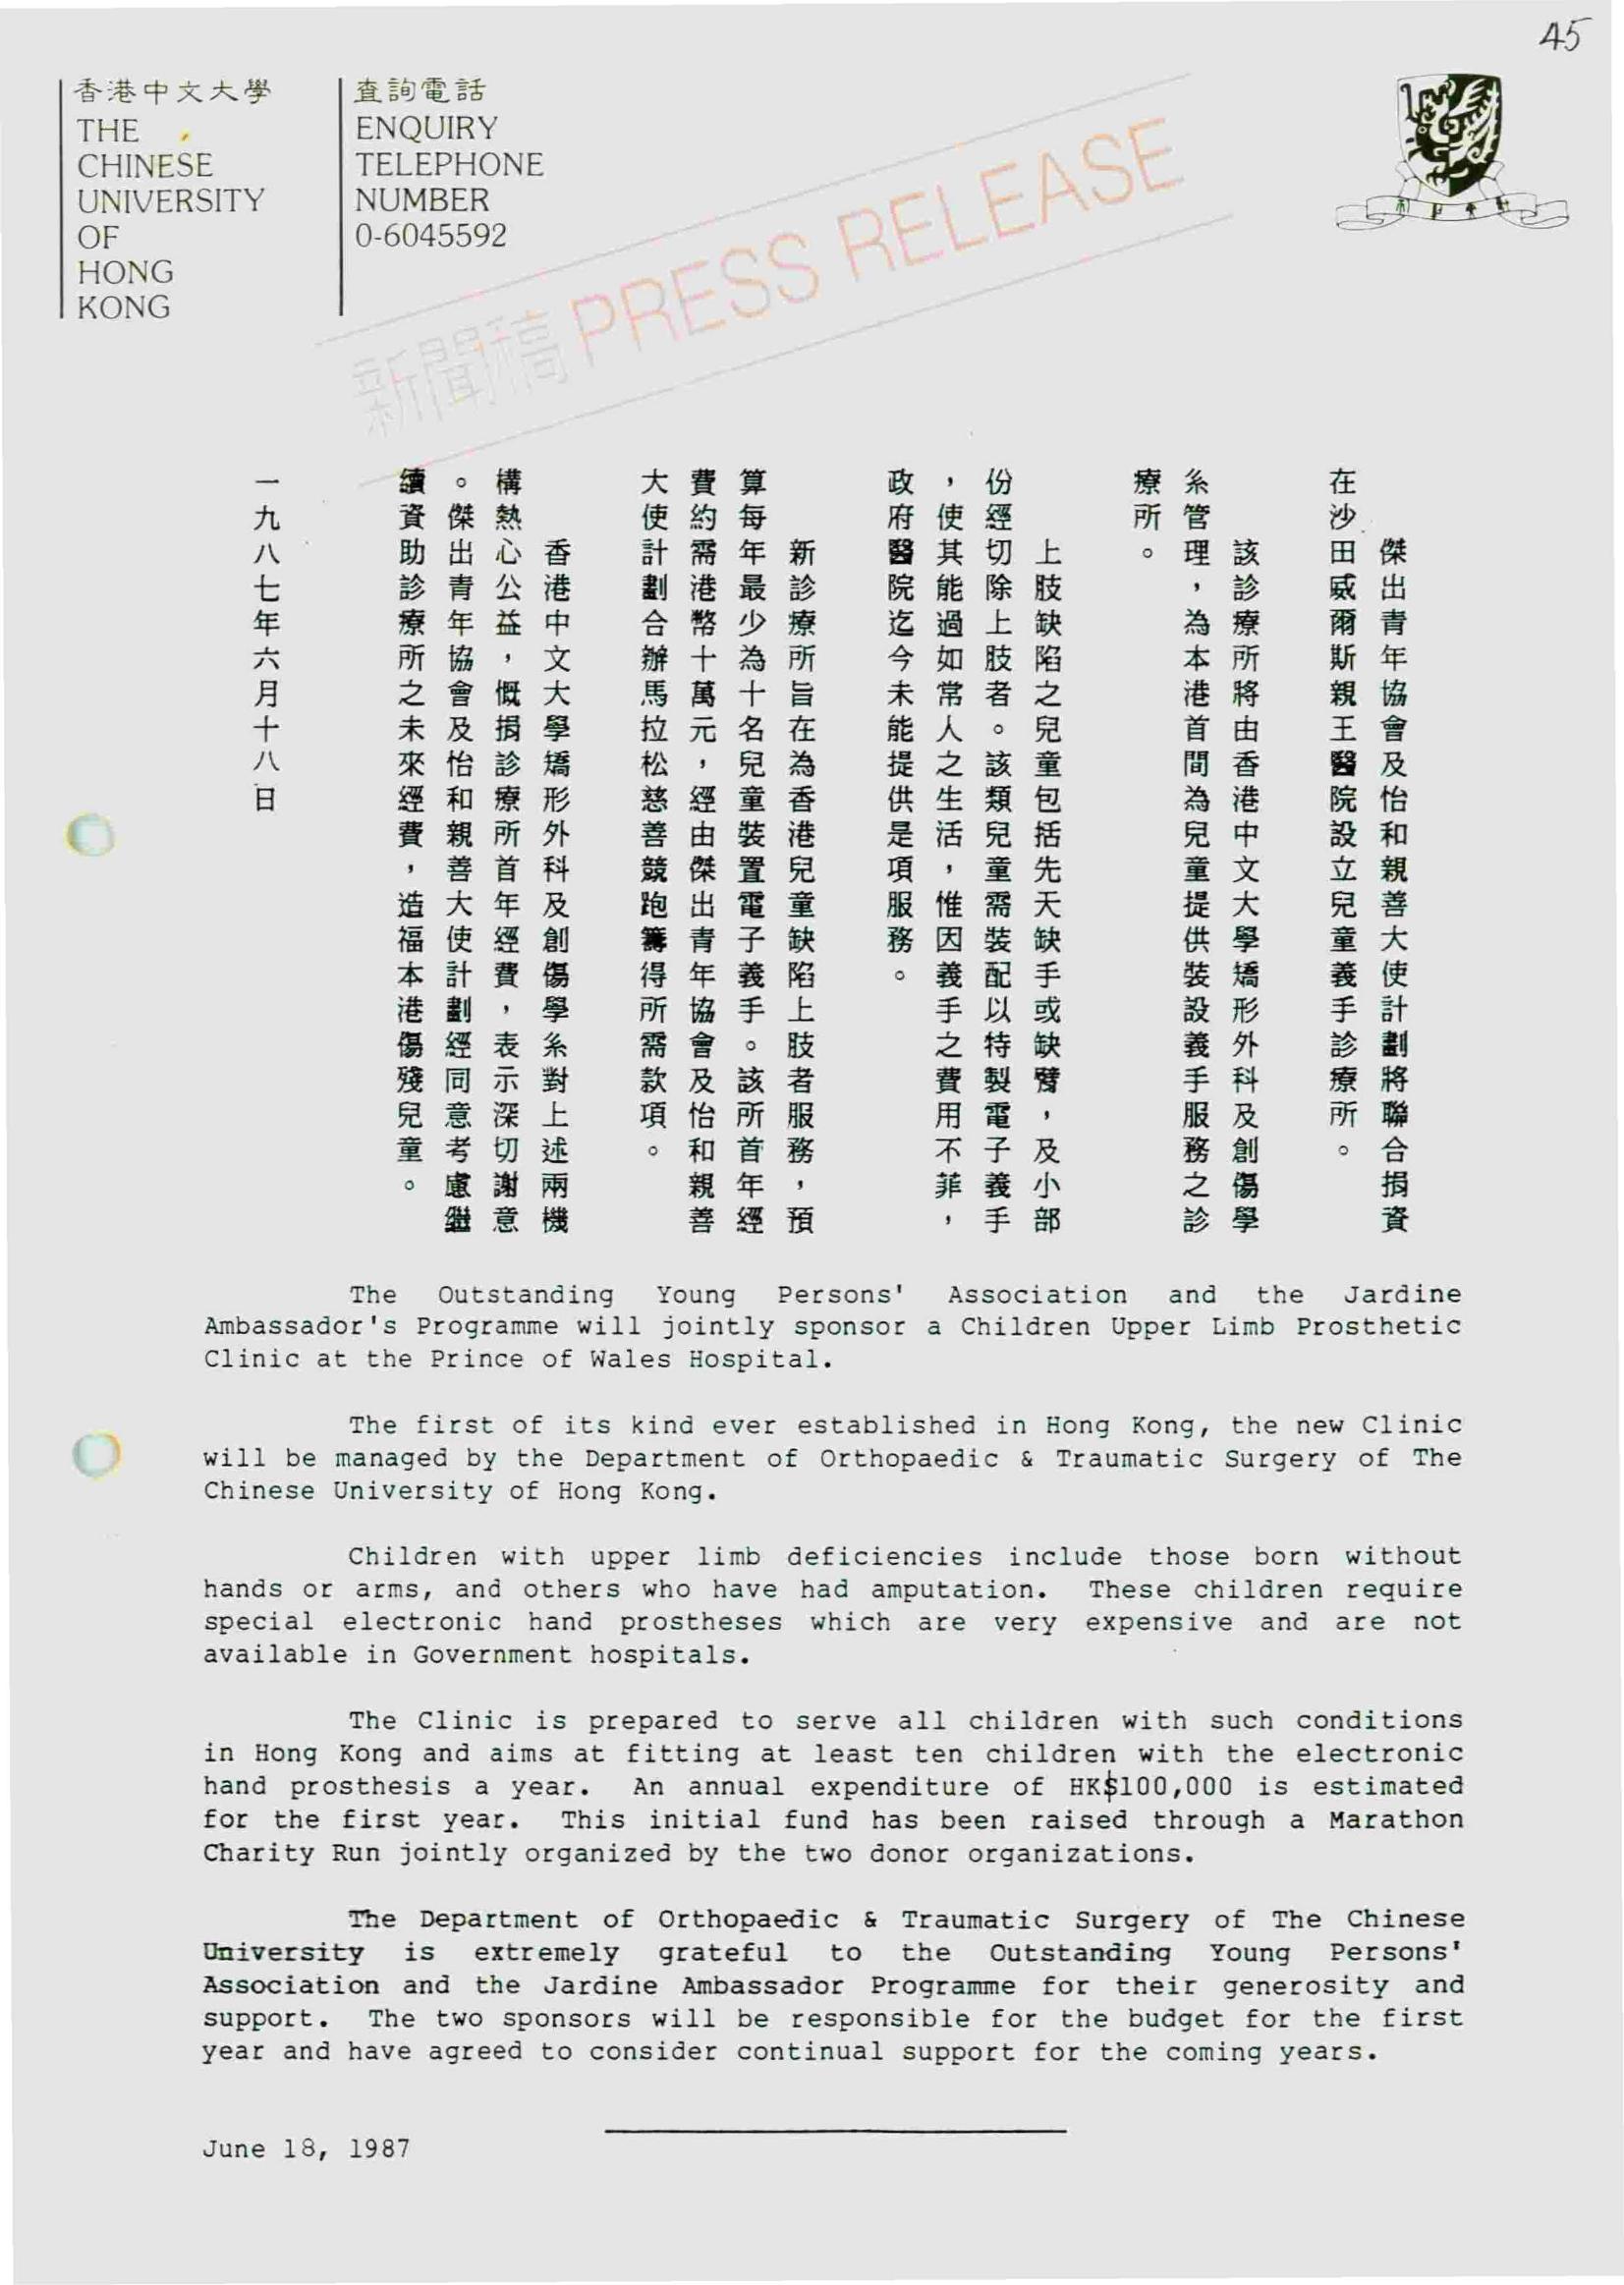 45
香港中文大學
THE
CHINESE
UNIVERSITY
OF
HONG
KONG
查詢電話
ENQUIRY
TELEPHONE
NUMBER
0-6045592
新聞稿 PRESS RELEASE
傑出青年協會及怡和親善大使計劃將聯合捐資
在沙田威爾斯親王醫院設立兒童義手診療所。
該診療所將由香港中文大學矯形外科及創傷學
系管理，為本港首間為兒童提供裝設義手服務之診
療所。
上肢缺陷之兒童包括先天缺手或缺臂，及小部
份經切除上肢者。該類兒童需裝配以特製電子義手
，使其能過如常人之生活，惟因義手之費用不菲，
政府醫院迄今未能提供是項服務。
新診療所旨在為香港兒童缺陷上肢者服務，預
算每年最少為十名兒童裝置電子義手。該所首年經
費約需港幣十萬元，經由傑出青年協會及怡和親善
大使計劃合辦馬拉松慈善競跑籌得所需款項。
香港中文大學矯形外科及創傷學系對上述兩機
構熱心公益，慨捐診療所首年經費，表示深切謝意
。傑出青年協會及怡和親善大使計劃經同意考慮繼
續資助診療所之未來經費，造福本港傷殘兒童。
一九八七年六月十八日
The Outstanding Young Persons' Association and the Jardine
Ambassador's Programme will jointly sponsor a Children Upper Limb Prosthetic
Clinic at the Prince of Wales Hospital.
The first of its kind ever established in Hong Kong, the new Clinic
will be managed by the Department of Orthopaedic & Traumatic Surgery of The
Chinese University of Hong Kong.
Children with upper limb deficiencies include those born without
hands or arms, and others who have had amputation. These children require
special electronic hand prostheses which are very expensive and are not
available in Government hospitals.
The Clinic is prepared to serve all children with such conditions
in Hong Kong and aims at fitting at least ten children with the electronic
hand prosthesis a year. An annual expenditure of HK$100,000 is estimated
for the first year. This initial fund has been raised through a Marathon
Charity Run jointly organized by the two donor organizations.
The Department of Orthopaedic & Traumatic Surgery of The Chinese
University is extremely grateful to the Outstanding Young Persons'
Association and the Jardine Ambassador Programme for their generosity and
support. The two sponsors will be responsible for the budget for the first
year and have agreed to consider continual support for the coming years.
June 18, 1987